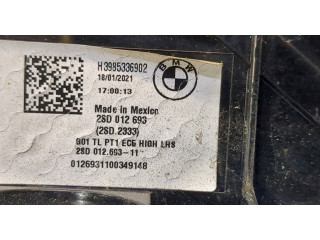 H3995336902
18/01/2021
BMW
17:00:13
Made in Mexico
2SD 012 693
(2SD.2333)
901 TL PT1 ECE HIGH LHS
2SD 012.693-11
0126931100349148